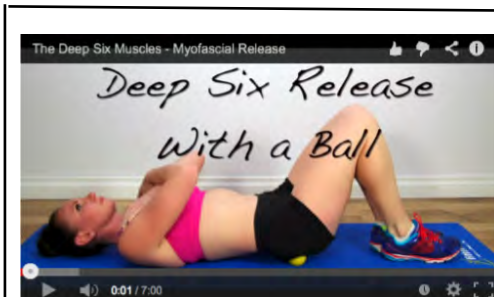 The Deep Six Muscles - Myofascial Release
Deep Six Release
With a Ball
0:01 / 7:00